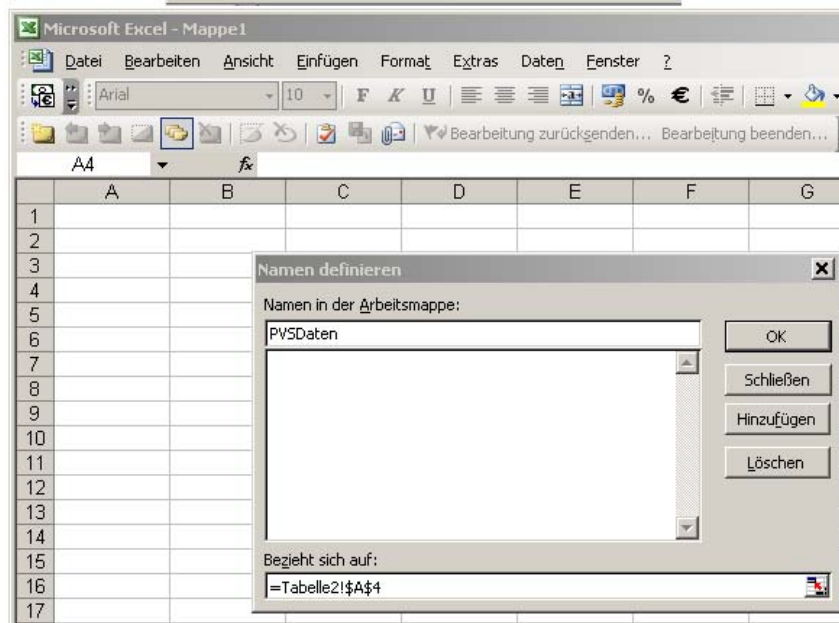 Microsoft Excel - Mappe1
Datei Bearbeiten Ansicht Einfügen Format Extras Daten Fenster ?
Arial 10 F K U % €
Bearbeitung zurücksenden... Bearbeitung beenden...
A4 fx
A B C D E F G
1
2
3
4
5
6
7
8
9
10
11
12
13
14
15
16
17
Namen definieren
Namen in der Arbeitsmappe:
PVSDaten
OK
Schließen
Hinzufügen
Löschen
Bezieht sich auf:
=Tabelle2!$A$4